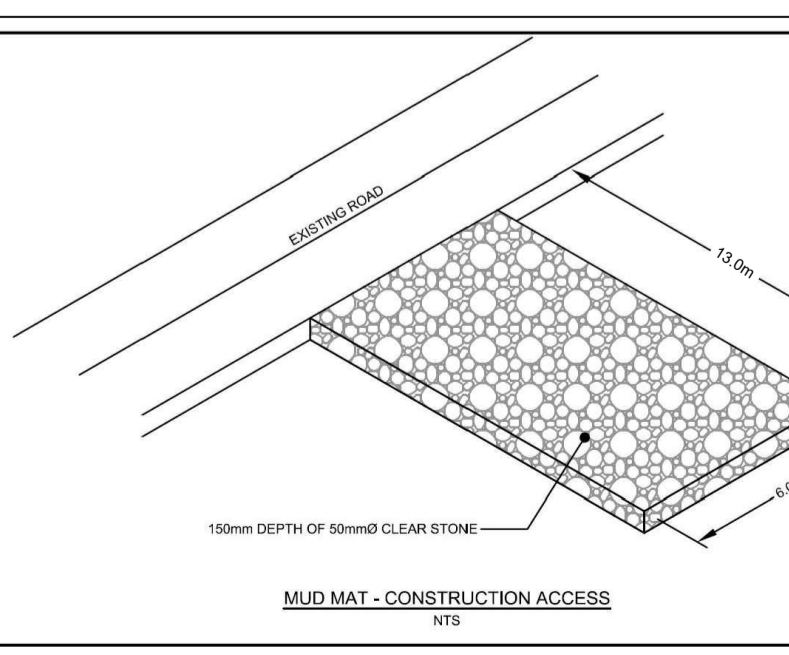 EXISTING ROAD
13.0m
150mm DEPTH OF 50mmØ CLEAR STONE
MUD MAT - CONSTRUCTION ACCESS
NTS